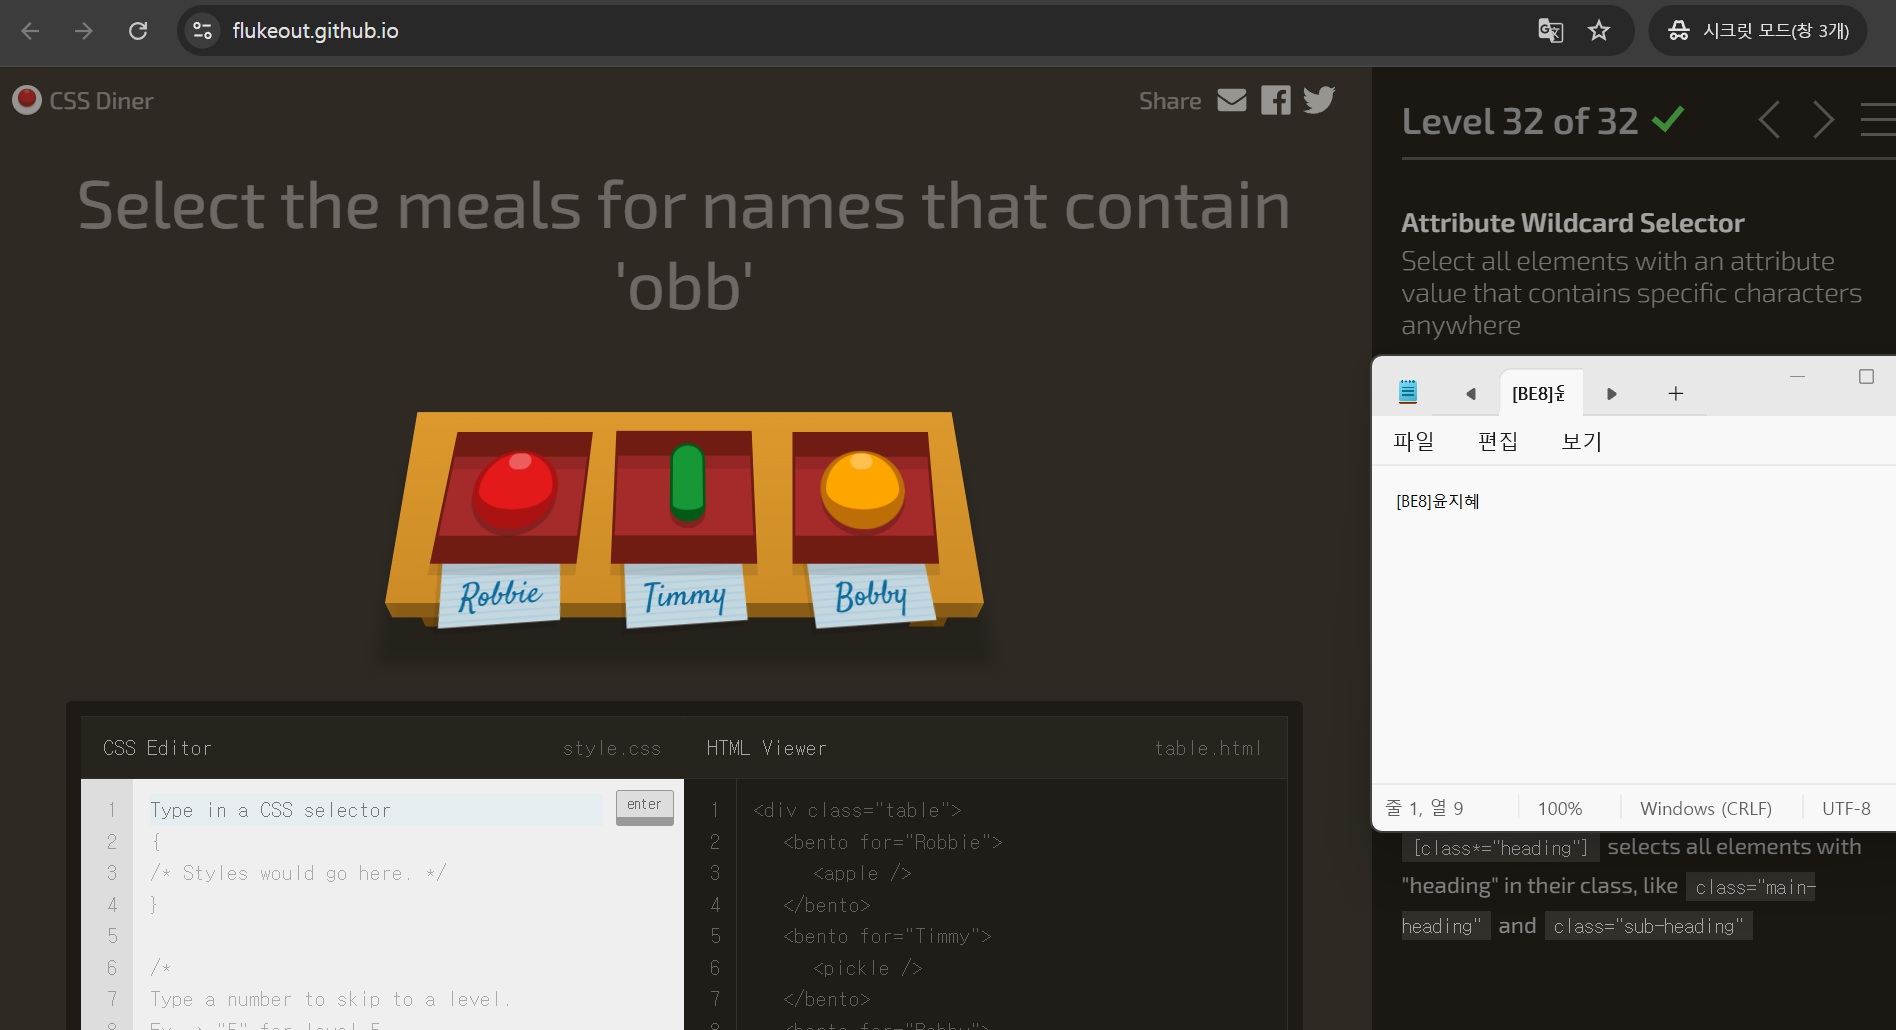 flukeout.github.io
시크릿 모드(창 3개)
CSS Diner
Share
Level 32 of 32
Select the meals for names that contain
'obb'
Attribute Wildcard Selector
Select all elements with an attribute
value that contains specific characters
anywhere
[BE8]
파일 편집 보기
[BE8]윤지혜
Robbie
Timmy
Bobby
줄 1, 열 9 100% Windows (CRLF) UTF-8
[class*="heading"] selects all elements with
"heading" in their class, like class="main-
heading" and class="sub-heading"
CSS Editor style.css
1 Type in a CSS selector enter
2 {
3 /* Styles would go here. */
4 }
5
6 /*
7 Type a number to skip to a level.
HTML Viewer table.html
1 <div class="table">
2 <bento for="Robbie">
3 <apple />
4 </bento>
5 <bento for="Timmy">
6 <pickle />
7 </bento>